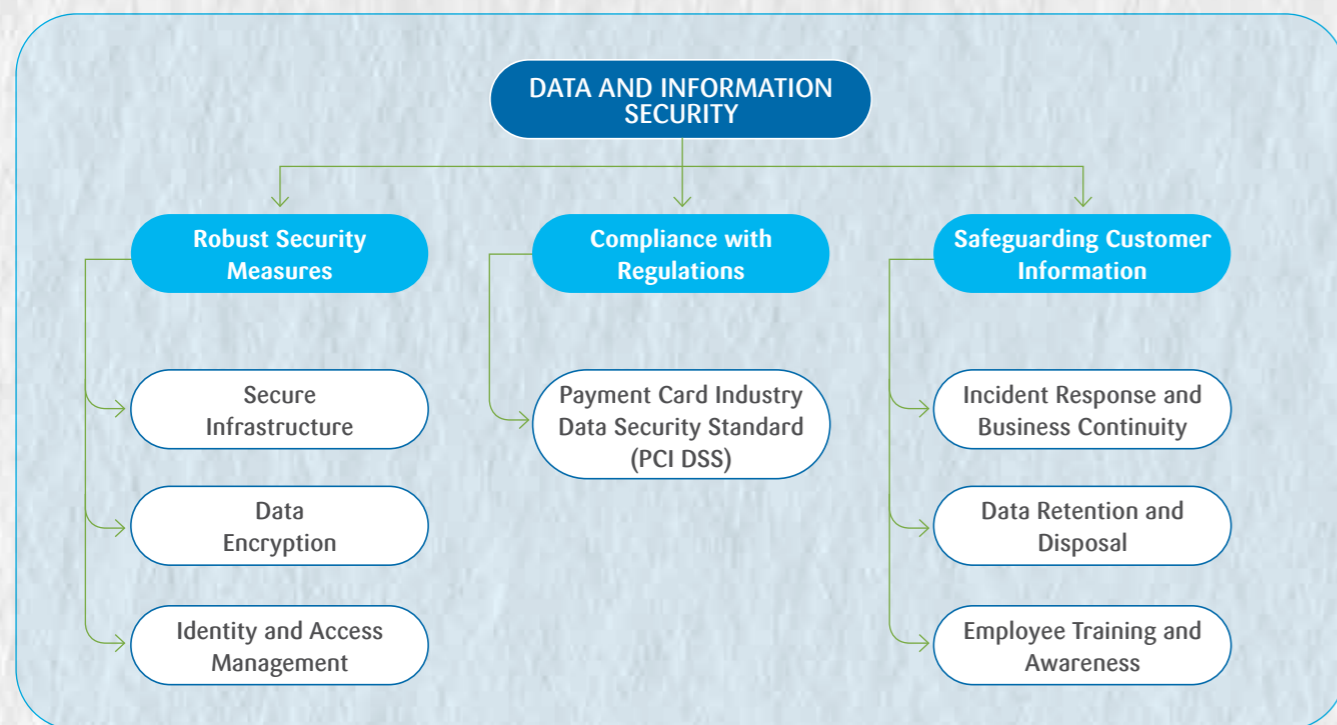 DATA AND INFORMATION
SECURITY
Robust Security
Measures
Compliance with
Regulations
Safeguarding Customer
Information
Secure
Infrastructure
Data
Encryption
Identity and Access
Management
Payment Card Industry
Data Security Standard
(PCI DSS)
Incident Response and
Business Continuity
Data Retention and
Disposal
Employee Training and
Awareness